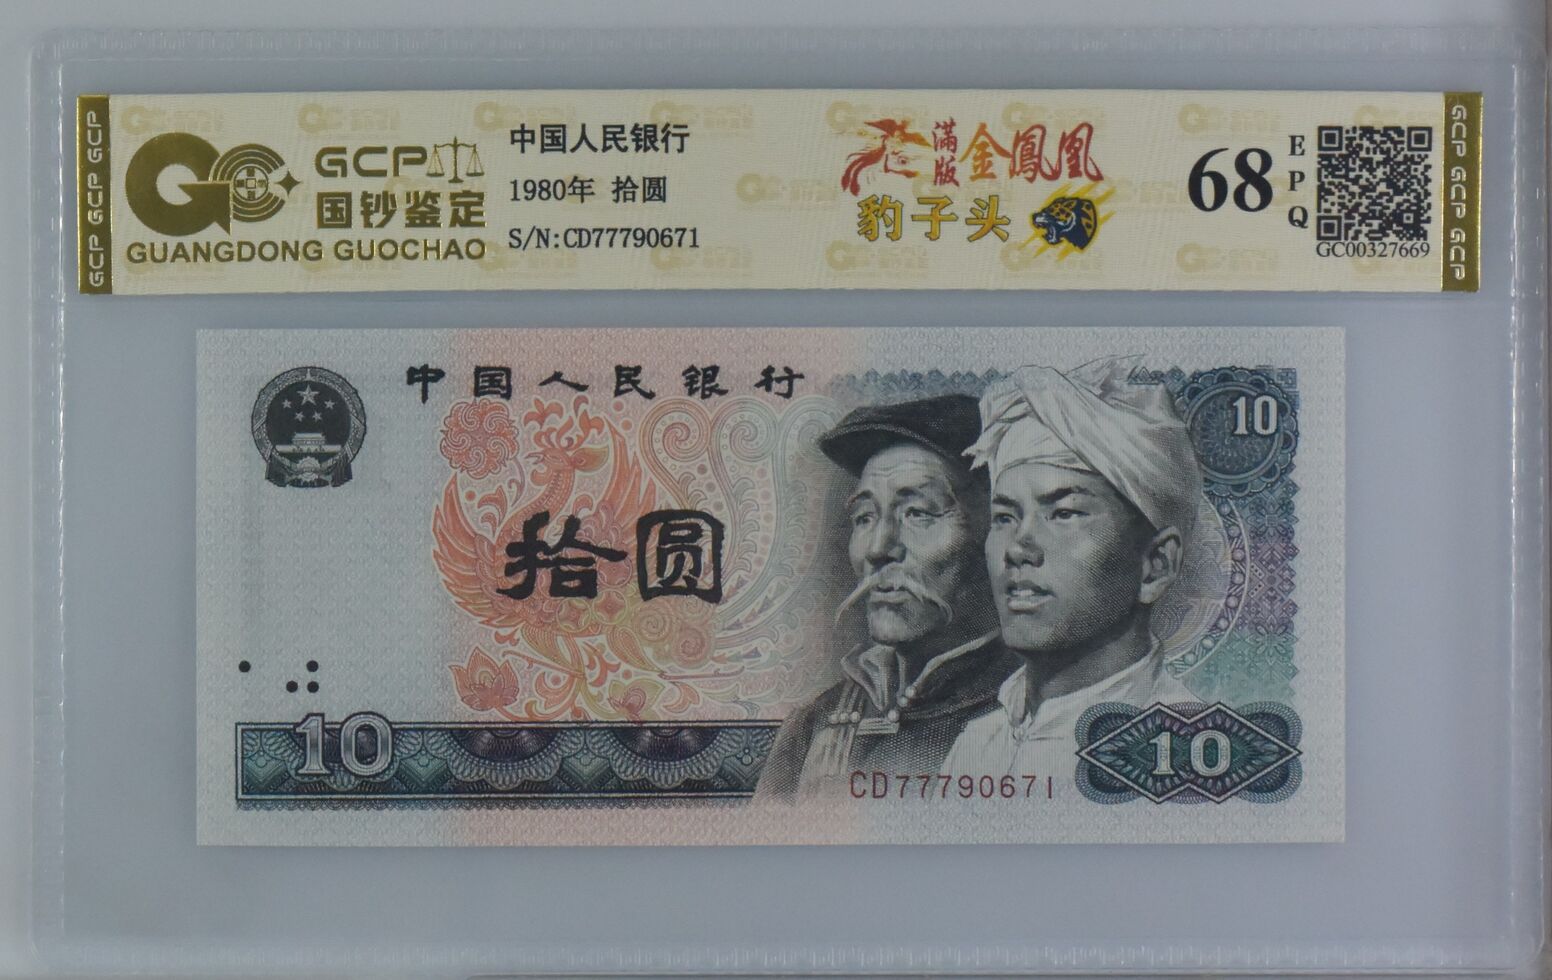 GCP GCP GCP
GCP
国钞鉴定
GUANGDONG GUOCHAO
中国人民银行
1980年 拾圆
S/N:CD77790671
满版 金鳳凰
豹子头
68
EPQ
GC00327669
GCP GCP GCP
中国人民银行
10
拾圆
10
CD77790671
10